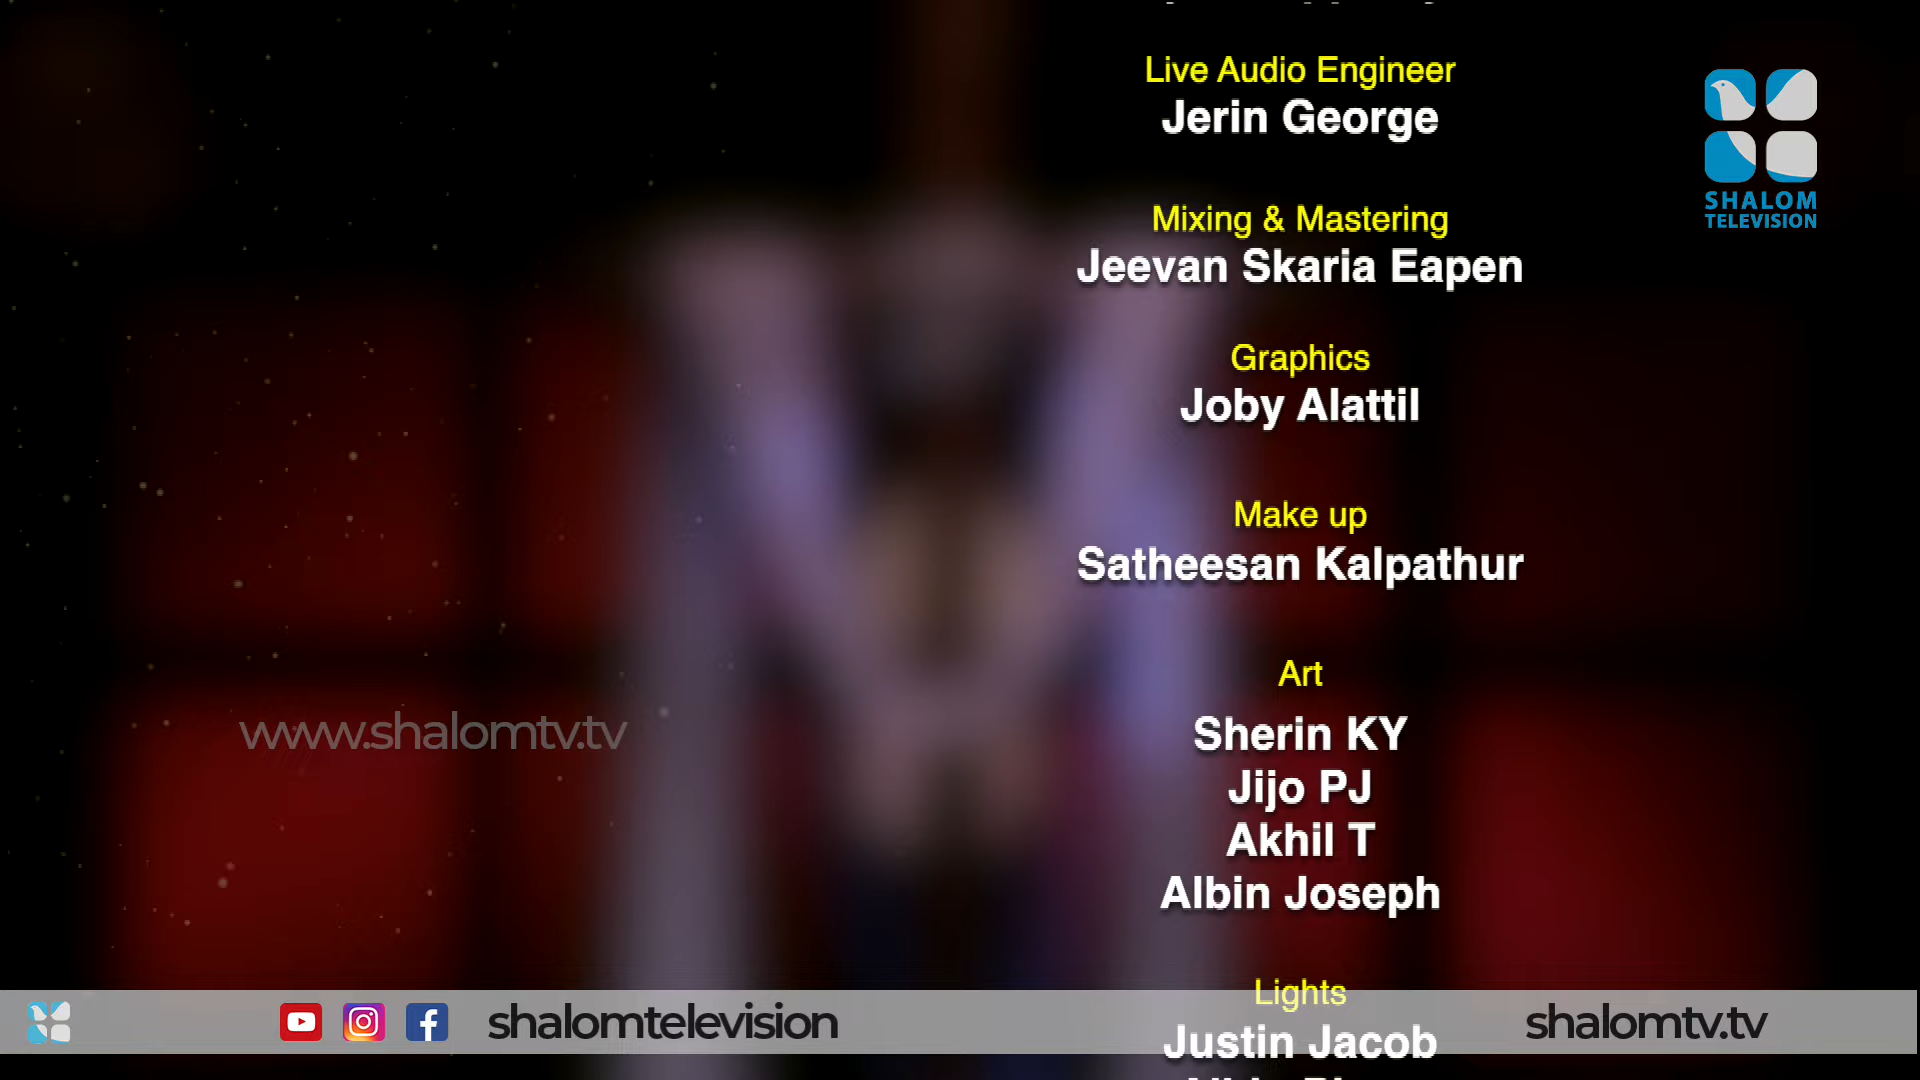 Live Audio Engineer
Jerin George
SHALOM
TELEVISION
Mixing & Mastering
Jeevan Skaria Eapen
Graphics
Joby Alattil
Make up
Satheesan Kalpathur
Art
Sherin KY
www.shalomtv.tv
Jijo PJ
Akhil T
Albin Joseph
Lights
shalomtelevision
Justin Jacob
shalomtv.tv